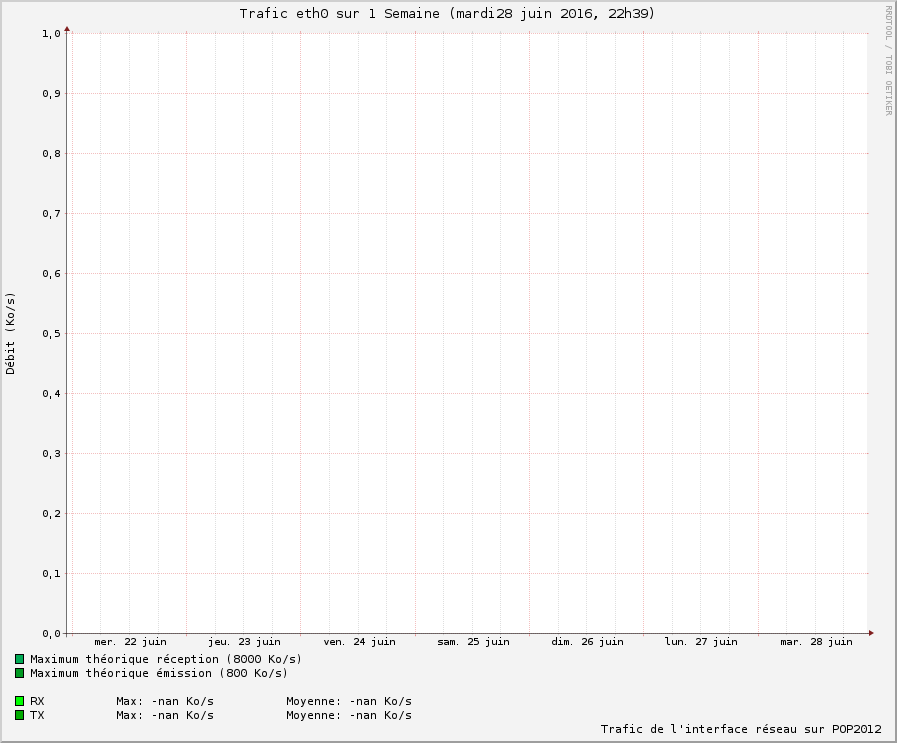 Trafic eth0 sur 1 Semaine (mardi28 juin 2016, 22h39)
RRDTOOL / TOBI OETIKER
Débit (Ko/s)
1,0
0,9
0,8
0,7
0,6
0,5
0,4
0,3
0,2
0,1
0,0
mer. 22 juin jeu. 23 juin ven. 24 juin sam. 25 juin dim. 26 juin lun. 27 juin mar. 28 juin
Maximum théorique réception (8000 Ko/s)
Maximum théorique émission (800 Ko/s)
RX Max: -nan Ko/s Moyenne: -nan Ko/s
TX Max: -nan Ko/s Moyenne: -nan Ko/s
Trafic de l'interface réseau sur POP2012